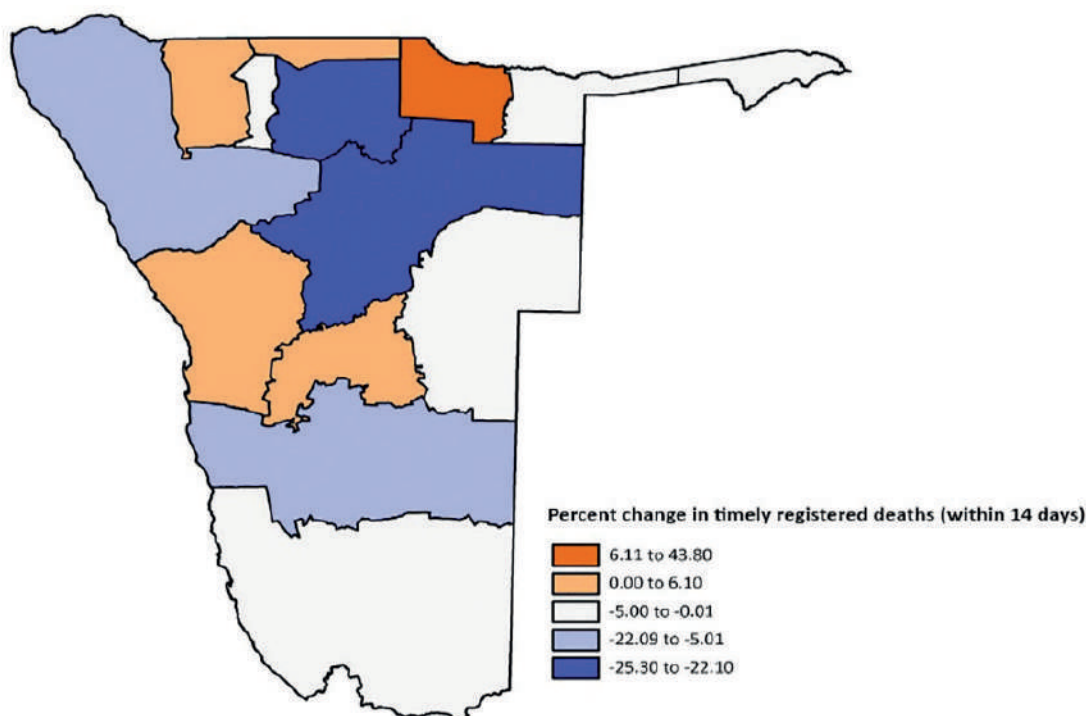 Percent change in timely registered deaths (within 14 days)
6.11 to 43.80
0.00 to 6.10
-5.00 to -0.01
-22.09 to -5.01
-25.30 to -22.10